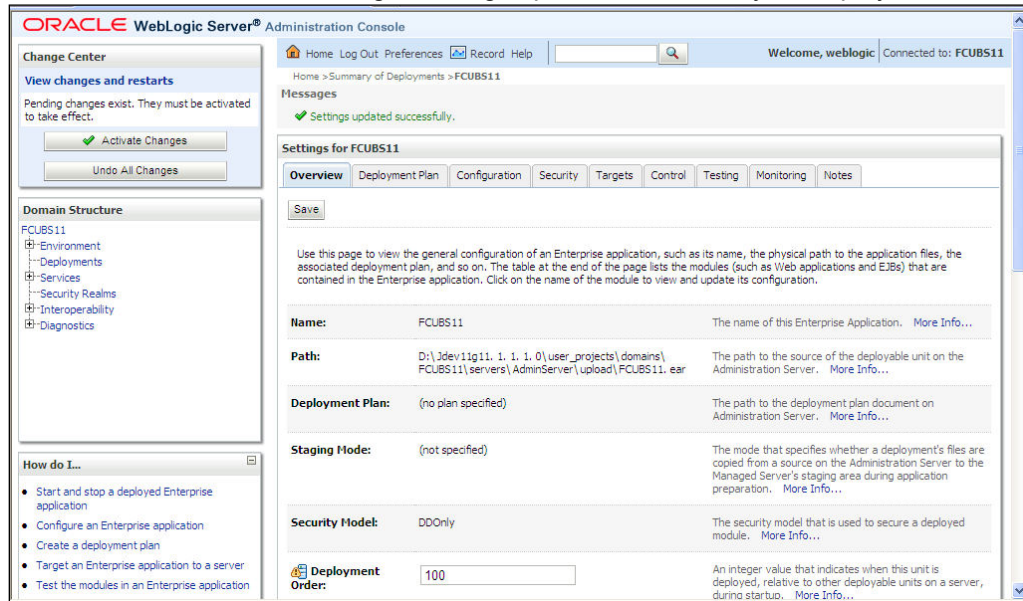 ORACLE WebLogic Server® Administration Console
Change Center
View changes and restarts
Pending changes exist. They must be activated
to take effect.
Activate Changes
Undo All Changes
Domain Structure
FCUBS11
Environment
Deployments
Services
Security Realms
Interoperability
Diagnostics
How do I...
Start and stop a deployed Enterprise
application
Configure an Enterprise application
Create a deployment plan
Target an Enterprise application to a server
Test the modules in an Enterprise application
Home Log Out Preferences Record Help
Welcome, weblogic Connected to: FCUBS11
Home >Summary of Deployments >FCUBS11
Messages
Settings updated successfully.
Settings for FCUBS11
Overview Deployment Plan Configuration Security Targets Control Testing Monitoring Notes
Save
Use this page to view the general configuration of an Enterprise application, such as its name, the physical path to the application files, the
associated deployment plan, and so on. The table at the end of the page lists the modules (such as Web applications and EJBs) that are
contained in the Enterprise application. Click on the name of the module to view and update its configuration.
Name: FCUBS11 The name of this Enterprise Application. More Info...
Path: D:\Jdev11g11. 1. 1. 1. 0\user_projects\domains\
FCUBS11\servers\AdminServer\upload\FCUBS11. ear
The path to the source of the deployable unit on the
Administration Server. More Info...
Deployment Plan: (no plan specified)
The path to the deployment plan document on
Administration Server. More Info...
Staging Mode: (not specified)
The mode that specifies whether a deployment's files are
copied from a source on the Administration Server to the
Managed Server's staging area during application
preparation. More Info...
Security Model: DDOnly
The security model that is used to secure a deployed
module. More Info...
Deployment
Order:
100
An integer value that indicates when this unit is
deployed, relative to other deployable units on a server,
during startup. More Info...